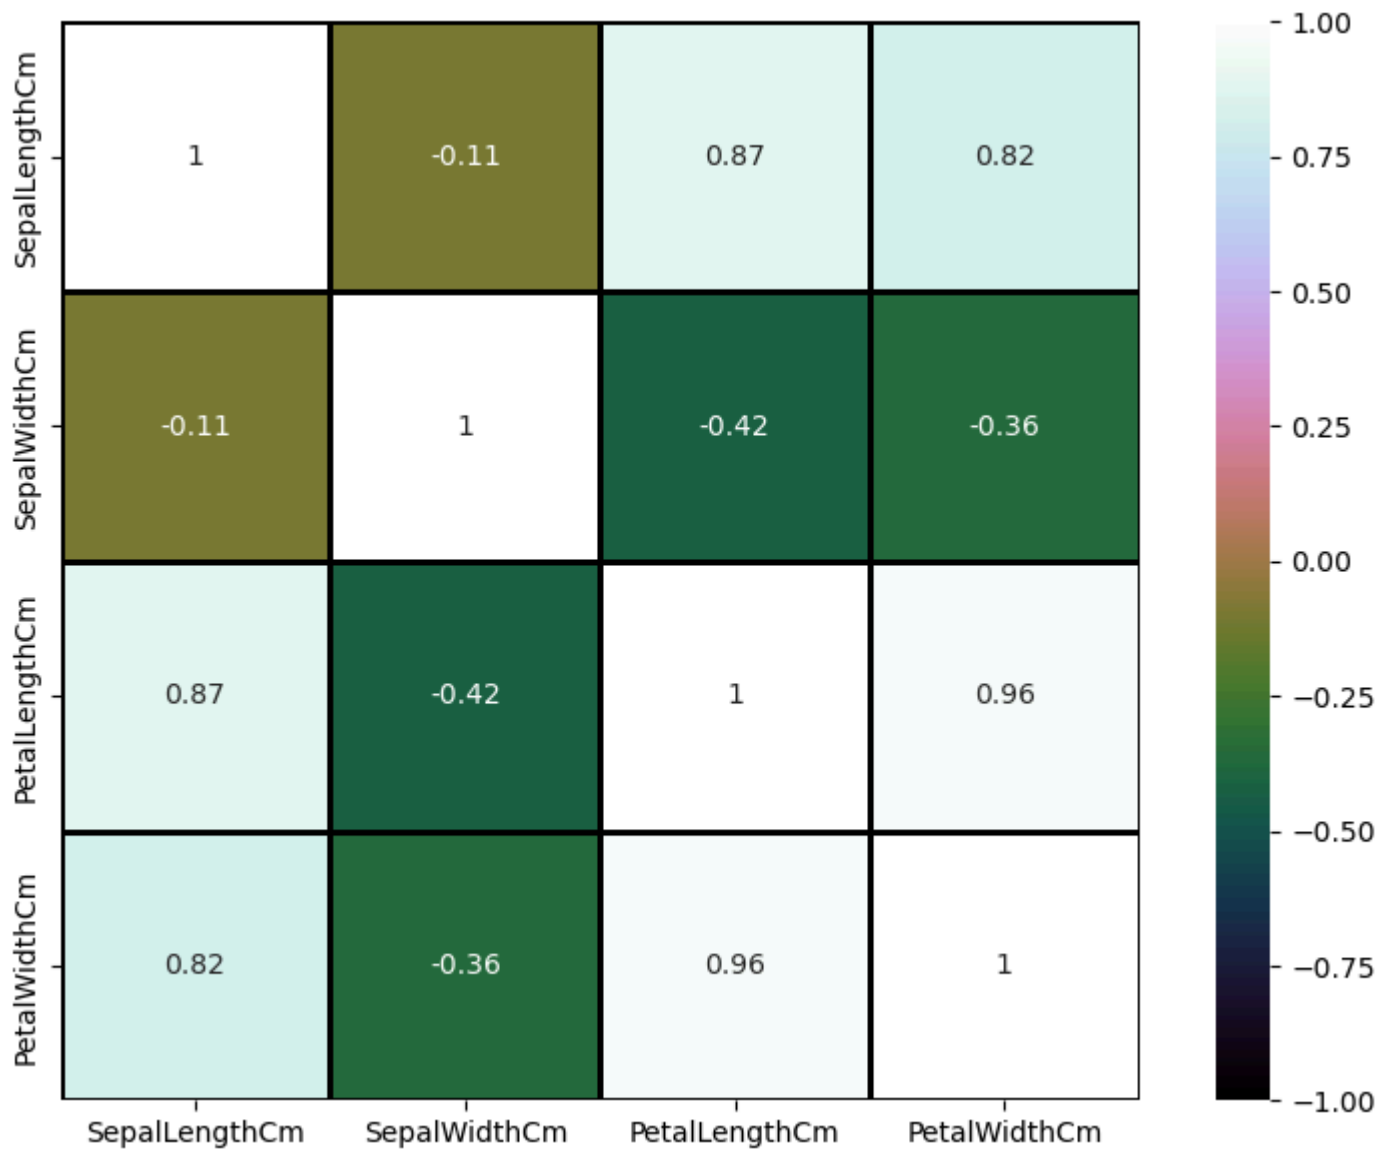 SepalLengthCm 1 -0.11 0.87 0.82
SepalWidthCm -0.11 1 -0.42 -0.36
PetalLengthCm 0.87 -0.42 1 0.96
PetalWidthCm 0.82 -0.36 0.96 1
SepalLengthCm SepalWidthCm PetalLengthCm PetalWidthCm
1.00
0.75
0.50
0.25
0.00
−0.25
−0.50
−0.75
−1.00